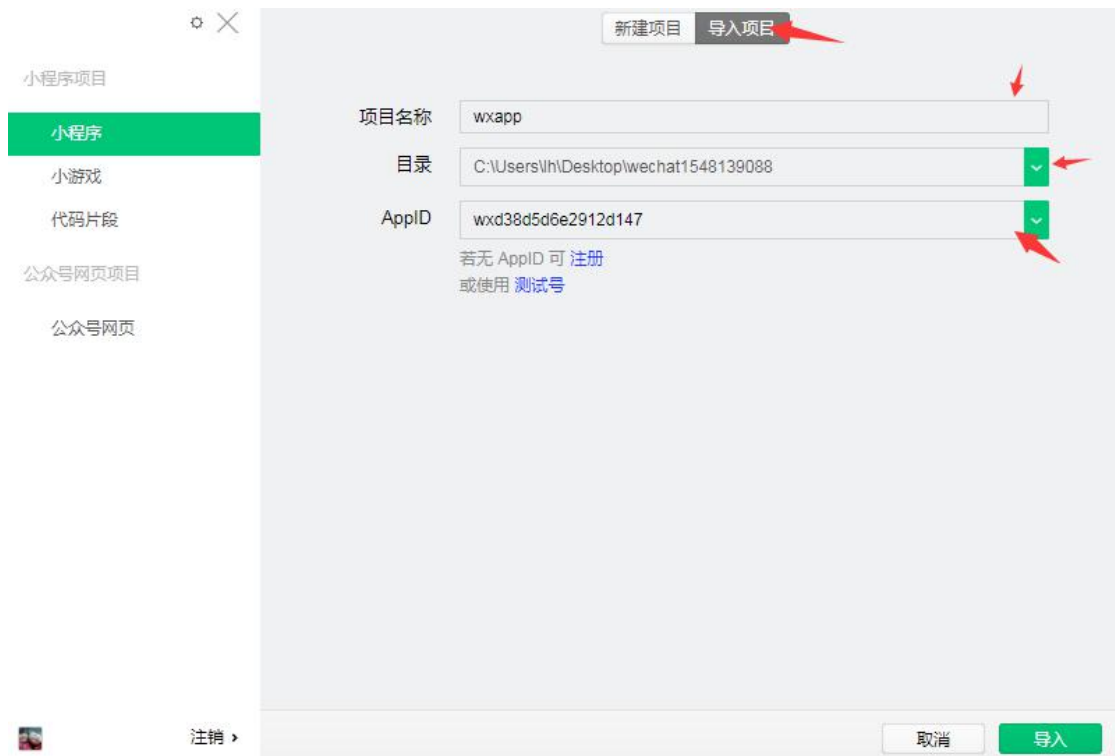 新建项目 导入项目
小程序项目
小程序
小游戏
代码片段
公众号网页项目
公众号网页
注销 ›
项目名称 wxapp
目录 C:\Users\lh\Desktop\wechat1548139088
AppID wxd38d5d6e2912d147
若无 AppID 可 注册
或使用 测试号
取消 导入